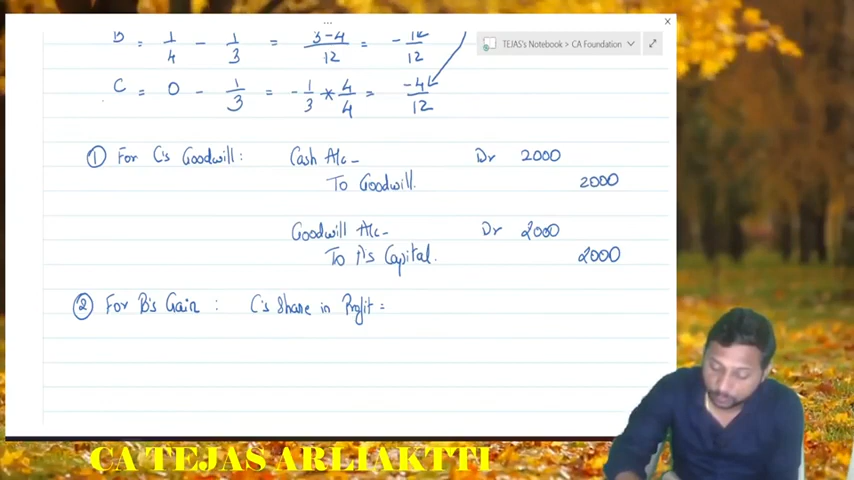 B = 1/4 - 1/3 = 3-4/12 = - /12
TEJAS's Notebook > CA Foundation
C = 0 - 1/3 = -1/3 * 4/4 = -4/12
① For C's Goodwill: Cash A/c- Dr 2000
To Goodwill. 2000
Goodwill A/c- Dr 2000
To A's Capital. 2000
② For B's Gain: C's Share in Profit =
CA TEJAS ARLIAKTTI